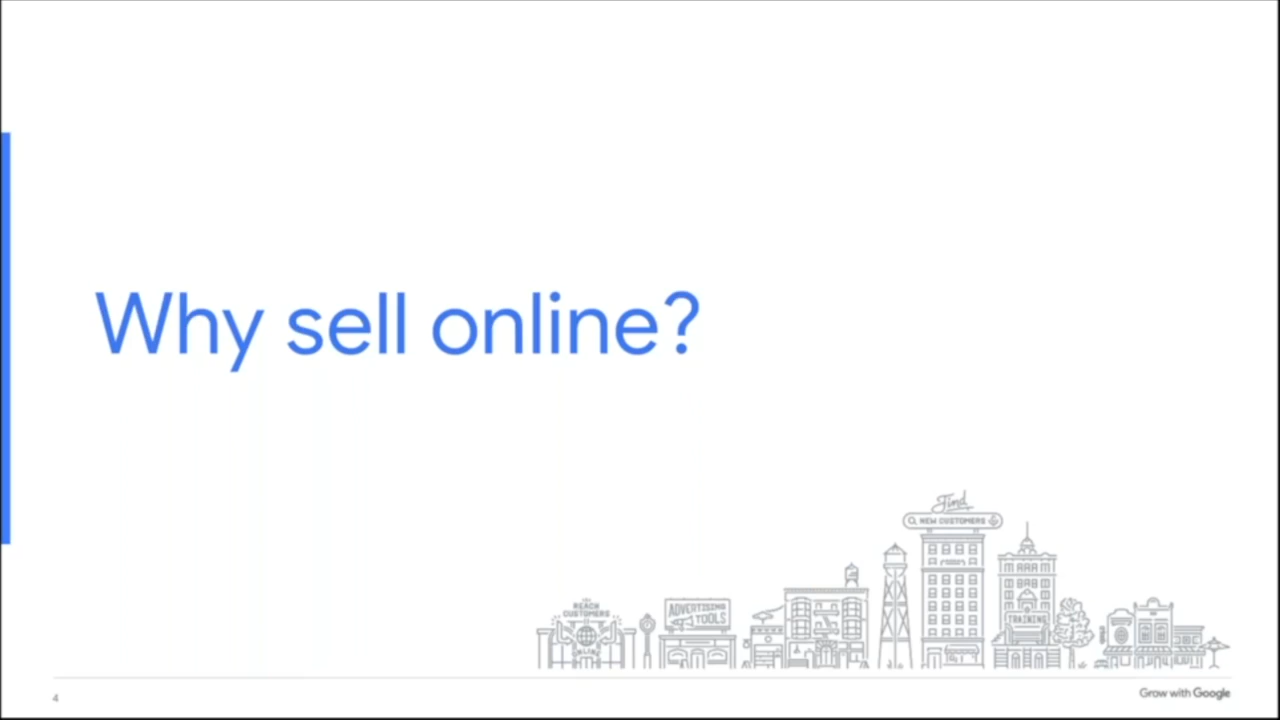 Why sell online?
Find
NEW CUSTOMERS
REACH
CUSTOMERS
ADVERTISING
TOOLS
TRAINING
4
Grow with Google